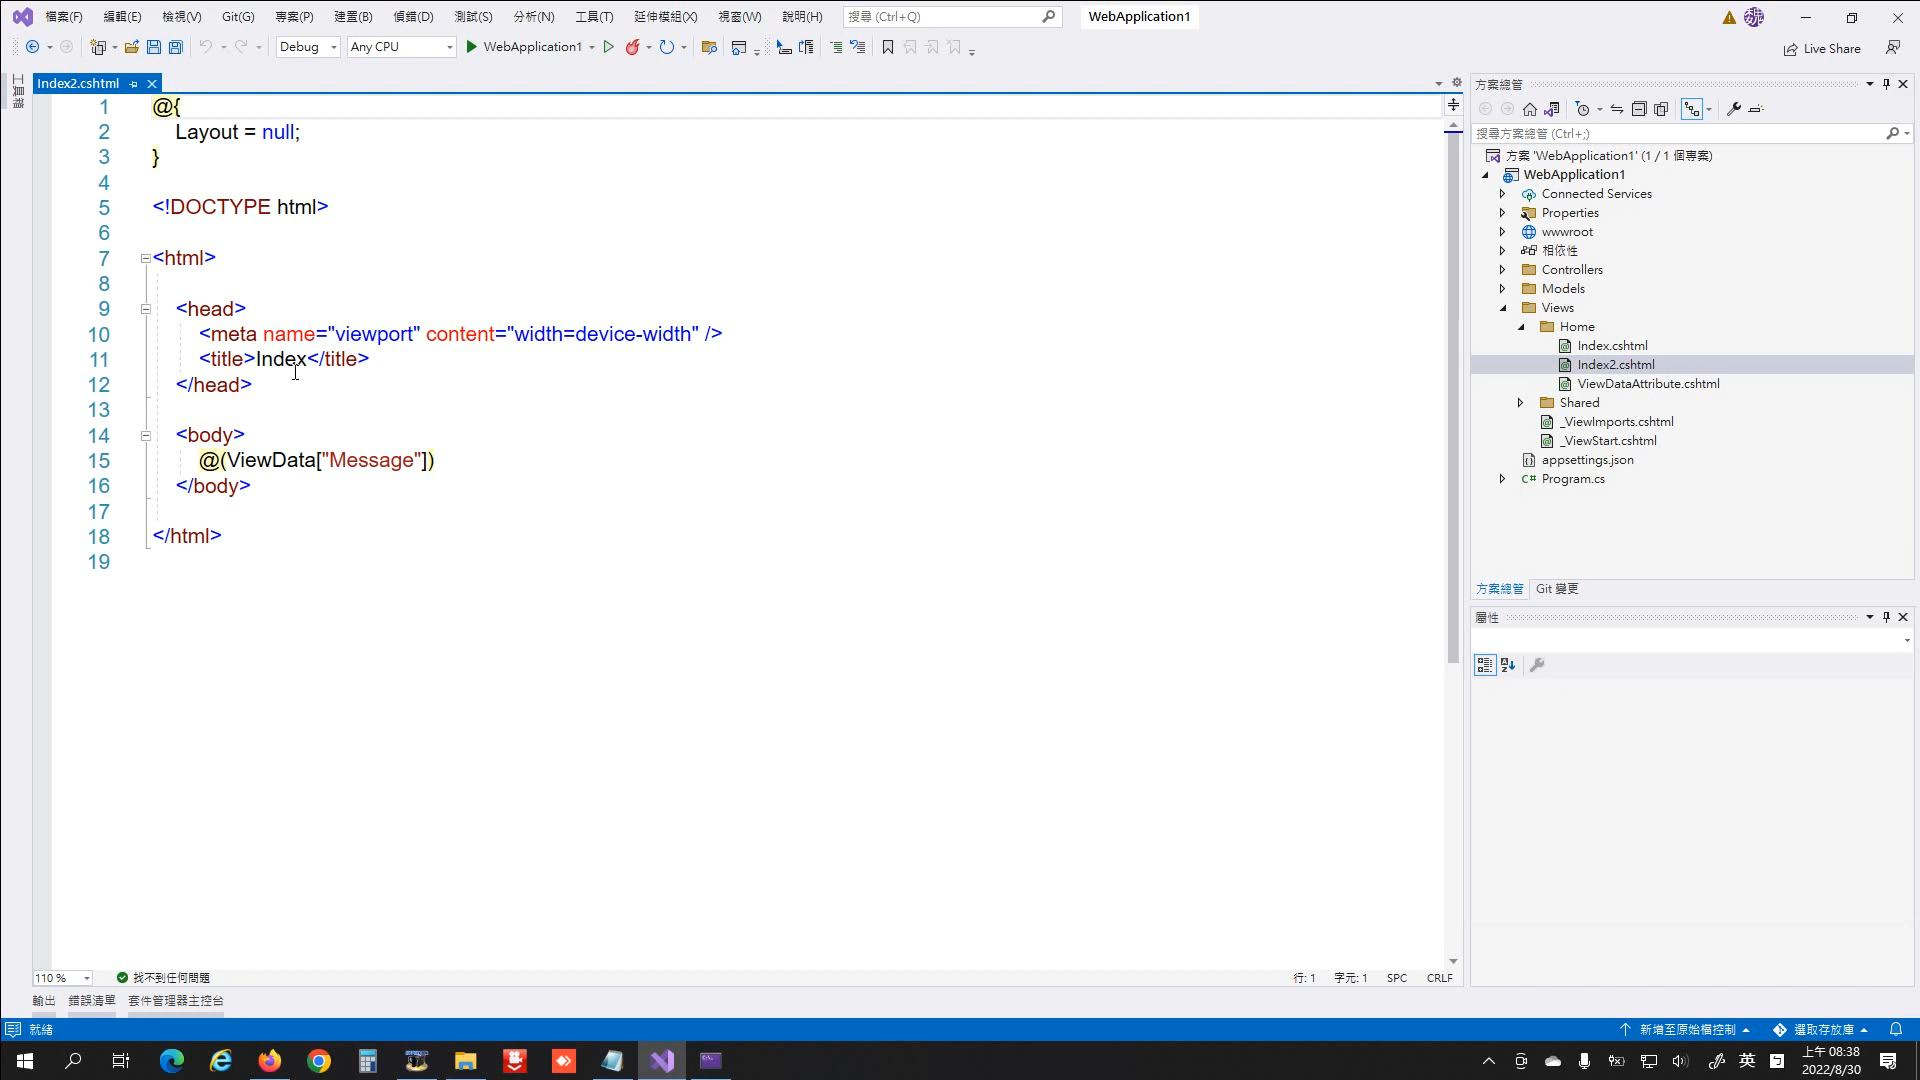 檔案(F) 編輯(E) 檢視(V) Git(G) 專案(P) 建置(B) 偵錯(D) 測試(S) 分析(N) 工具(T) 延伸模組(X) 視窗(W) 說明(H) 搜尋 (Ctrl+Q) WebApplication1
Debug Any CPU WebApplication1 Live Share
工具箱
Index2.cshtml
1 @{
2 Layout = null;
3 }
4
5 <!DOCTYPE html>
6
7 <html>
8
9 <head>
10 <meta name="viewport" content="width=device-width" />
11 <title>Index</title>
12 </head>
13
14 <body>
15 @(ViewData["Message"])
16 </body>
17
18 </html>
19
110 % 找不到任何問題 行: 1 字元: 1 SPC CRLF
輸出 錯誤清單 套件管理器主控台
方案總管
搜尋方案總管 (Ctrl+;)
方案 'WebApplication1' (1 / 1 個專案)
WebApplication1
Connected Services
Properties
wwwroot
相依性
Controllers
Models
Views
Home
Index.cshtml
Index2.cshtml
ViewDataAttribute.cshtml
Shared
_ViewImports.cshtml
_ViewStart.cshtml
appsettings.json
C# Program.cs
方案總管 Git 變更
屬性
就緒 新增至原始檔控制 選取存放庫
英 上午 08:38
2022/8/30